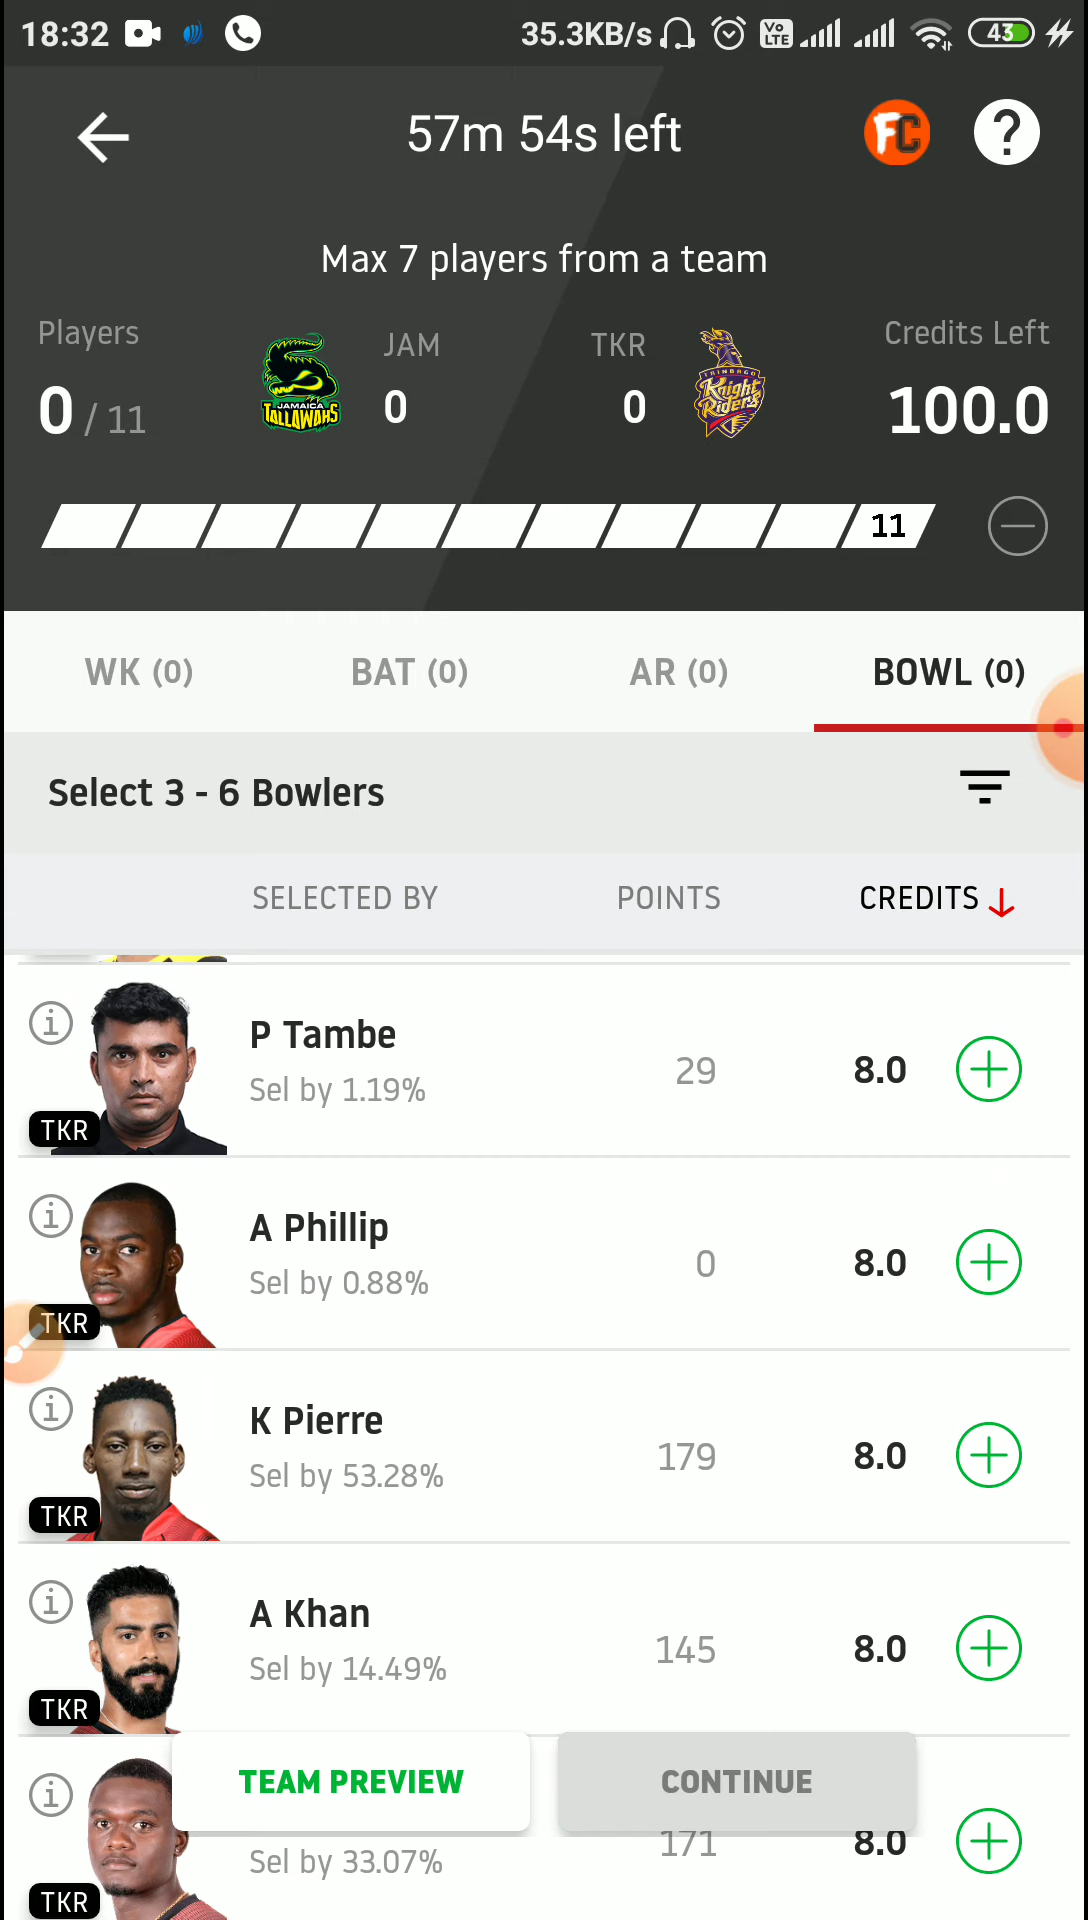 18:32 35.3KB/s Vo LTE 43
57m 54s left FC ?
Max 7 players from a team
Players JAM TKR Credits Left
0 / 11 JAMAICA TALLAWAHS 0 0 TRINBAGO Knight Riders 100.0
11
WK (0) BAT (0) AR (0) BOWL (0)
Select 3 - 6 Bowlers
SELECTED BY POINTS CREDITS
P Tambe
Sel by 1.19% 29 8.0
TKR
A Phillip
Sel by 0.88% 0 8.0
TKR
K Pierre
Sel by 53.28% 179 8.0
TKR
A Khan
Sel by 14.49% 145 8.0
TKR
TEAM PREVIEW CONTINUE
Sel by 33.07% 171 8.0
TKR